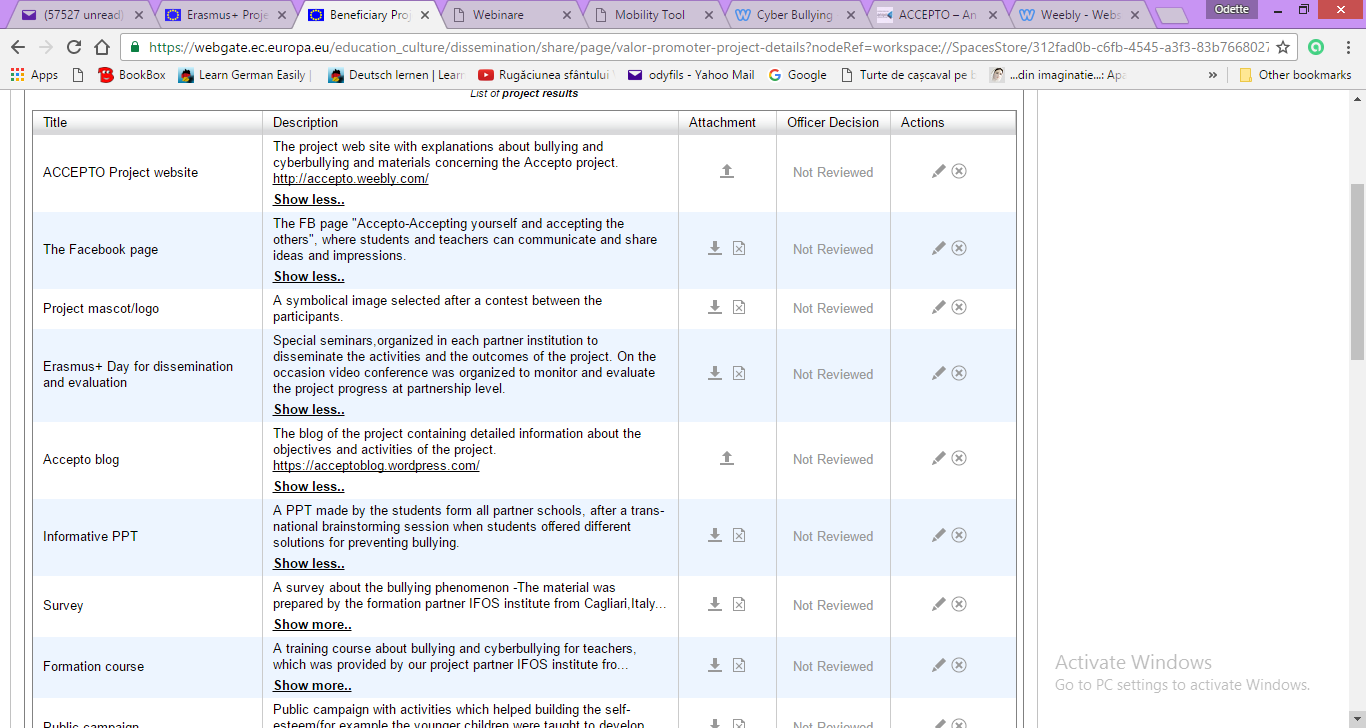 (57527 unread)
Erasmus+ Proje
Beneficiary Proj
Webinare
Mobility Tool
Cyber Bullying
ACCEPTO – An
Weebly - Webs
Odette
https://webgate.ec.europa.eu/education_culture/dissemination/share/page/valor-promoter-project-details?nodeRef=workspace://SpacesStore/312fad0b-c6fb-4545-a3f3-83b7668027
Apps
BookBox
Learn German Easily |
Deutsch lernen | Lear
Rugăciunea sfântului
odyfils - Yahoo Mail
Google
Turte de cașcaval pe
...din imaginatie...: Apa
»
Other bookmarks
List of project results
Title Description Attachment Officer Decision Actions
ACCEPTO Project website
The project web site with explanations about bullying and
cyberbullying and materials concerning the Accepto project.
http://accepto.weebly.com/
Show less..
Not Reviewed
The Facebook page
The FB page "Accepto-Accepting yourself and accepting the
others", where students and teachers can communicate and share
ideas and impressions.
Show less..
Not Reviewed
Project mascot/logo
A symbolical image selected after a contest between the
participants.
Not Reviewed
Erasmus+ Day for dissemination
and evaluation
Special seminars,organized in each partner institution to
disseminate the activities and the outcomes of the project. On the
occasion video conference was organized to monitor and evaluate
the project progress at partnership level.
Show less..
Not Reviewed
Accepto blog
The blog of the project containing detailed information about the
objectives and activities of the project.
https://acceptoblog.wordpress.com/
Show less..
Not Reviewed
Informative PPT
A PPT made by the students form all partner schools, after a trans-
national brainstorming session when students offered different
solutions for preventing bullying.
Show less..
Not Reviewed
Survey
A survey about the bullying phenomenon -The material was
prepared by the formation partner IFOS institute from Cagliari,Italy...
Show more..
Not Reviewed
Formation course
A training course about bullying and cyberbullying for teachers,
which was provided by our project partner IFOS institute fro...
Show more..
Not Reviewed
Public campaign
Public campaign with activities which helped building the self-
esteem(for example the younger children were taught to develop
Not Reviewed
Activate Windows
Go to PC settings to activate Windows.